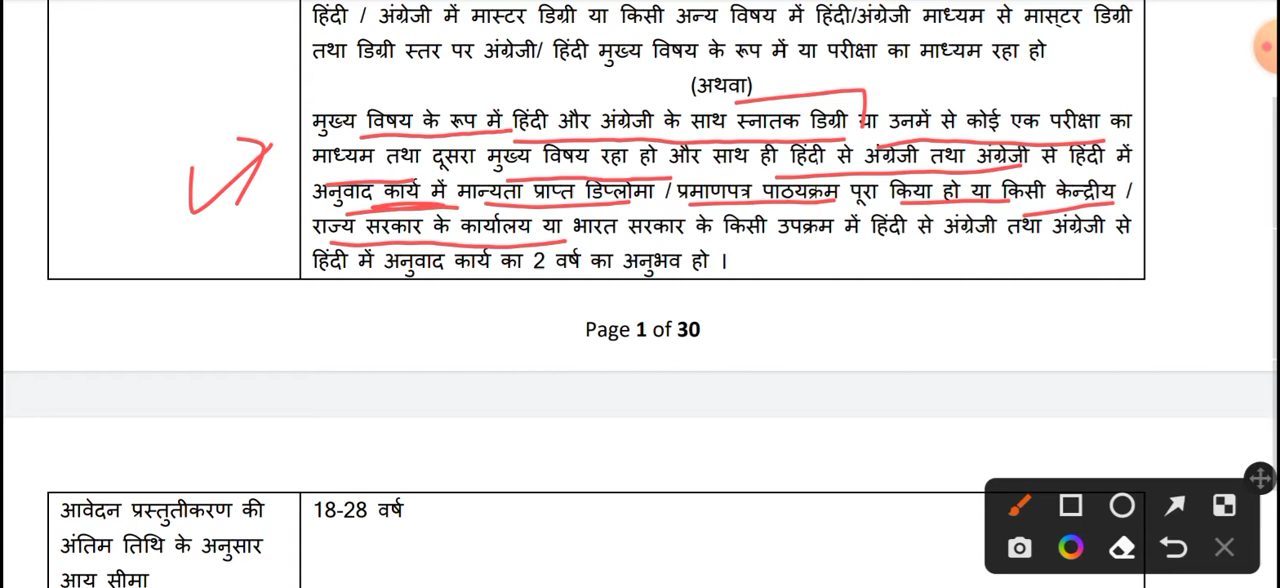 हिंदी / अंग्रेजी में मास्टर डिग्री या किसी अन्य विषय में हिंदी/अंग्रेजी माध्यम से मास्टर डिग्री
तथा डिग्री स्तर पर अंग्रेजी/ हिंदी मुख्य विषय के रूप में या परीक्षा का माध्यम रहा हो
(अथवा)
मुख्य विषय के रूप में हिंदी और अंग्रेजी के साथ स्नातक डिग्री या उनमें से कोई एक परीक्षा का
माध्यम तथा दूसरा मुख्य विषय रहा हो और साथ ही हिंदी से अंग्रेजी तथा अंग्रेजी से हिंदी में
अनुवाद कार्य में मान्यता प्राप्त डिप्लोमा / प्रमाणपत्र पाठयक्रम पूरा किया हो या किसी केन्द्रीय /
राज्य सरकार के कार्यालय या भारत सरकार के किसी उपक्रम में हिंदी से अंग्रेजी तथा अंग्रेजी से
हिंदी में अनुवाद कार्य का 2 वर्ष का अनुभव हो ।
Page 1 of 30
आवेदन प्रस्तुतीकरण की
अंतिम तिथि के अनुसार
आयु सीमा
18-28 वर्ष